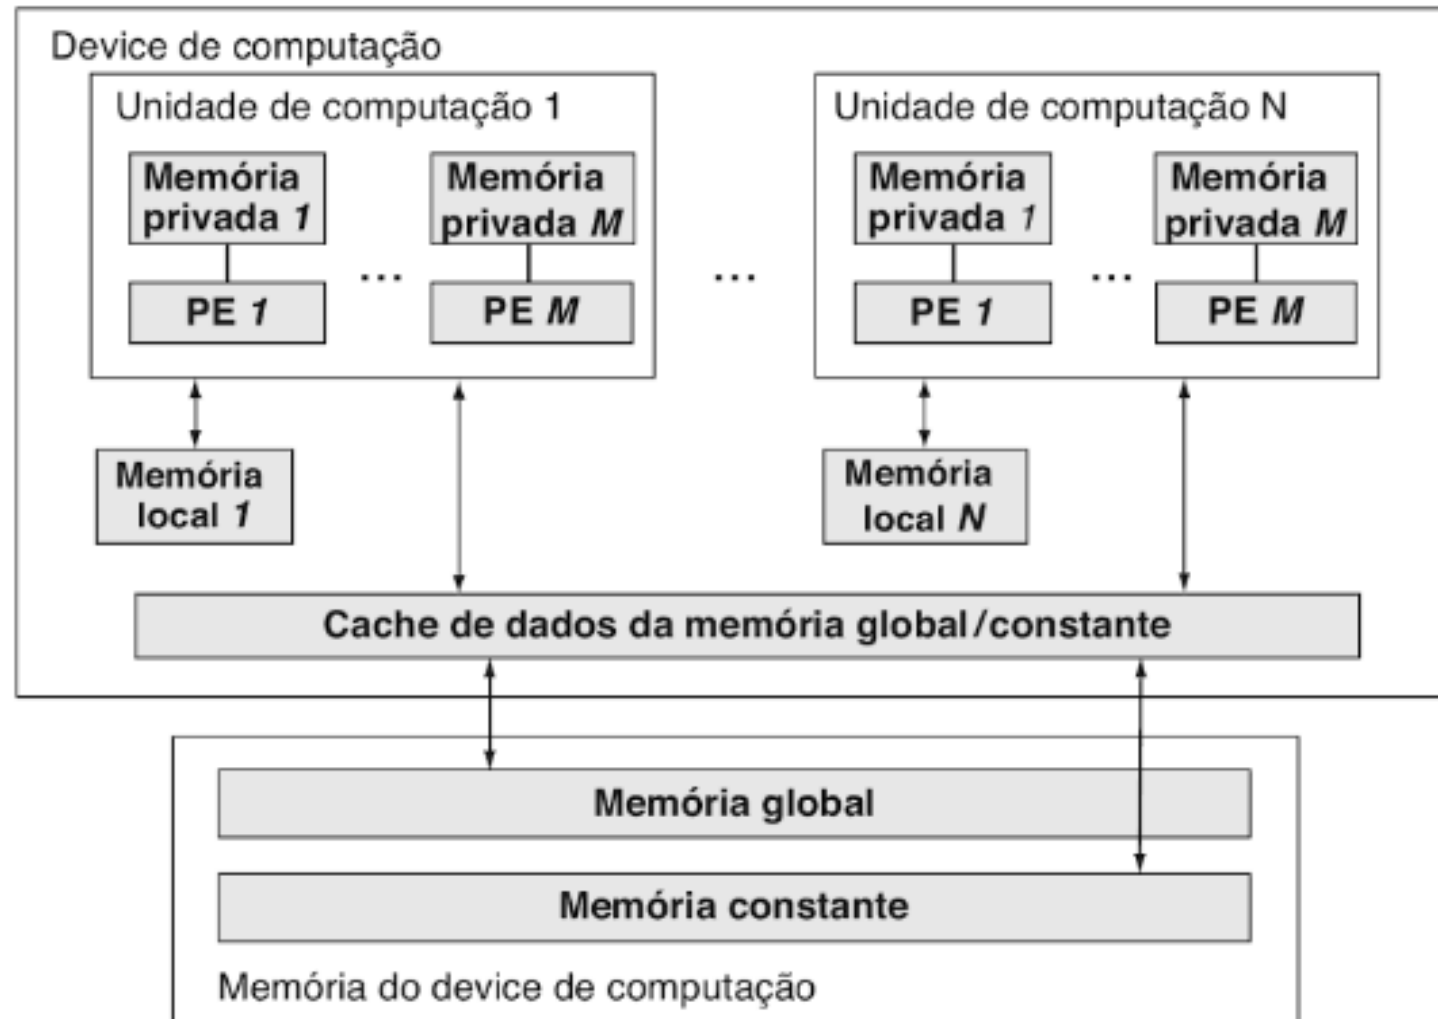 Device de computação
Unidade de computação 1
Unidade de computação N
Memória
privada 1
Memória
privada M
Memória
privada 1
Memória
privada M
...
...
...
PE 1
PE M
PE 1
PE M
Memória
local 1
Memória
local N
Cache de dados da memória global/constante
Memória global
Memória constante
Memória do device de computação